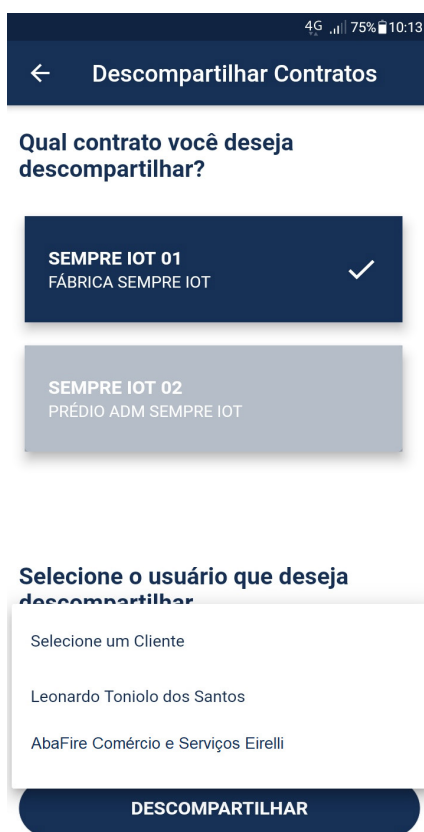 4G 75% 10:13
Descompartilhar Contratos
Qual contrato você deseja
descompartilhar?
SEMPRE IOT 01
FÁBRICA SEMPRE IOT
SEMPRE IOT 02
PRÉDIO ADM SEMPRE IOT
Selecione o usuário que deseja
descompartilhar
Selecione um Cliente
Leonardo Toniolo dos Santos
AbaFire Comércio e Serviços Eirelli
DESCOMPARTILHAR